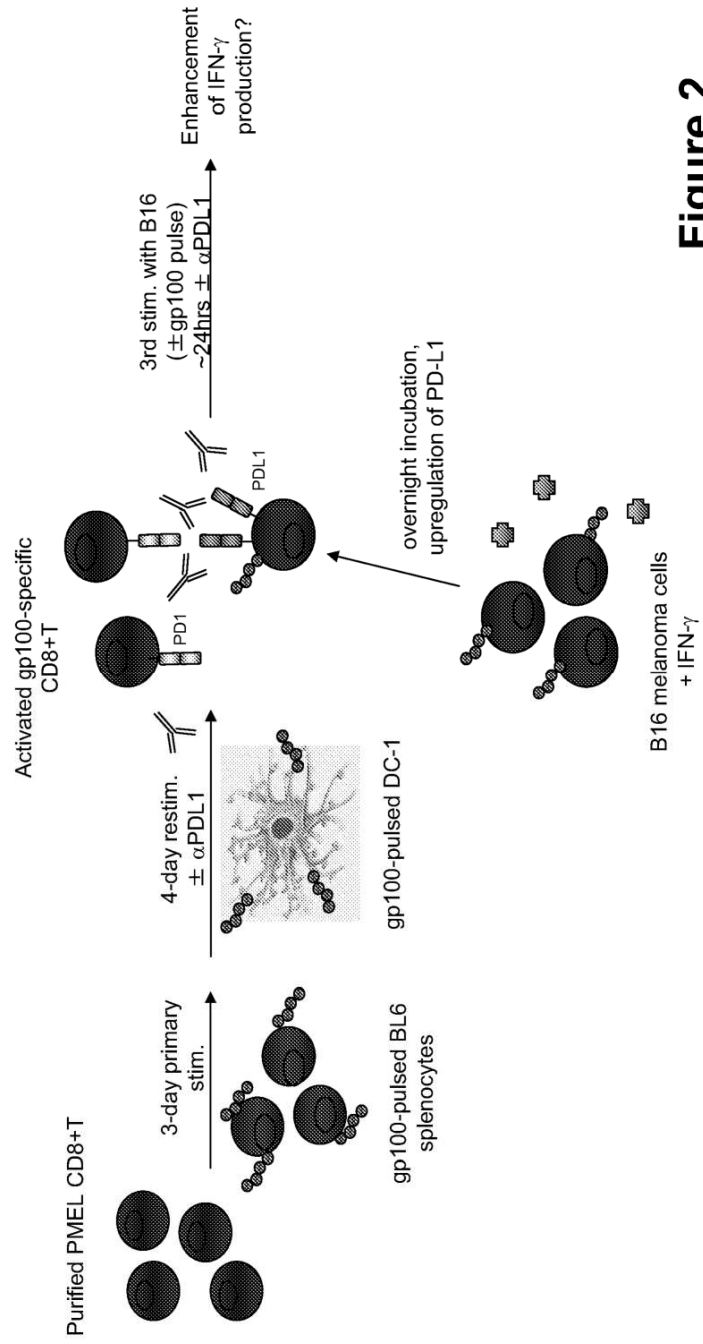 Purified PMEL CD8+T
3-day primary
stim.
gp100-pulsed BL6
splenocytes
4-day restim.
± αPDL1
gp100-pulsed DC-1
Activated gp100-specific
CD8+T
PD1
PDL1
overnight incubation,
upregulation of PD-L1
B16 melanoma cells
+ IFN-γ
3rd stim. with B16
(±gp100 pulse)
~24hrs ± αPDL1
Enhancement
of IFN-γ
production?
Figure 2